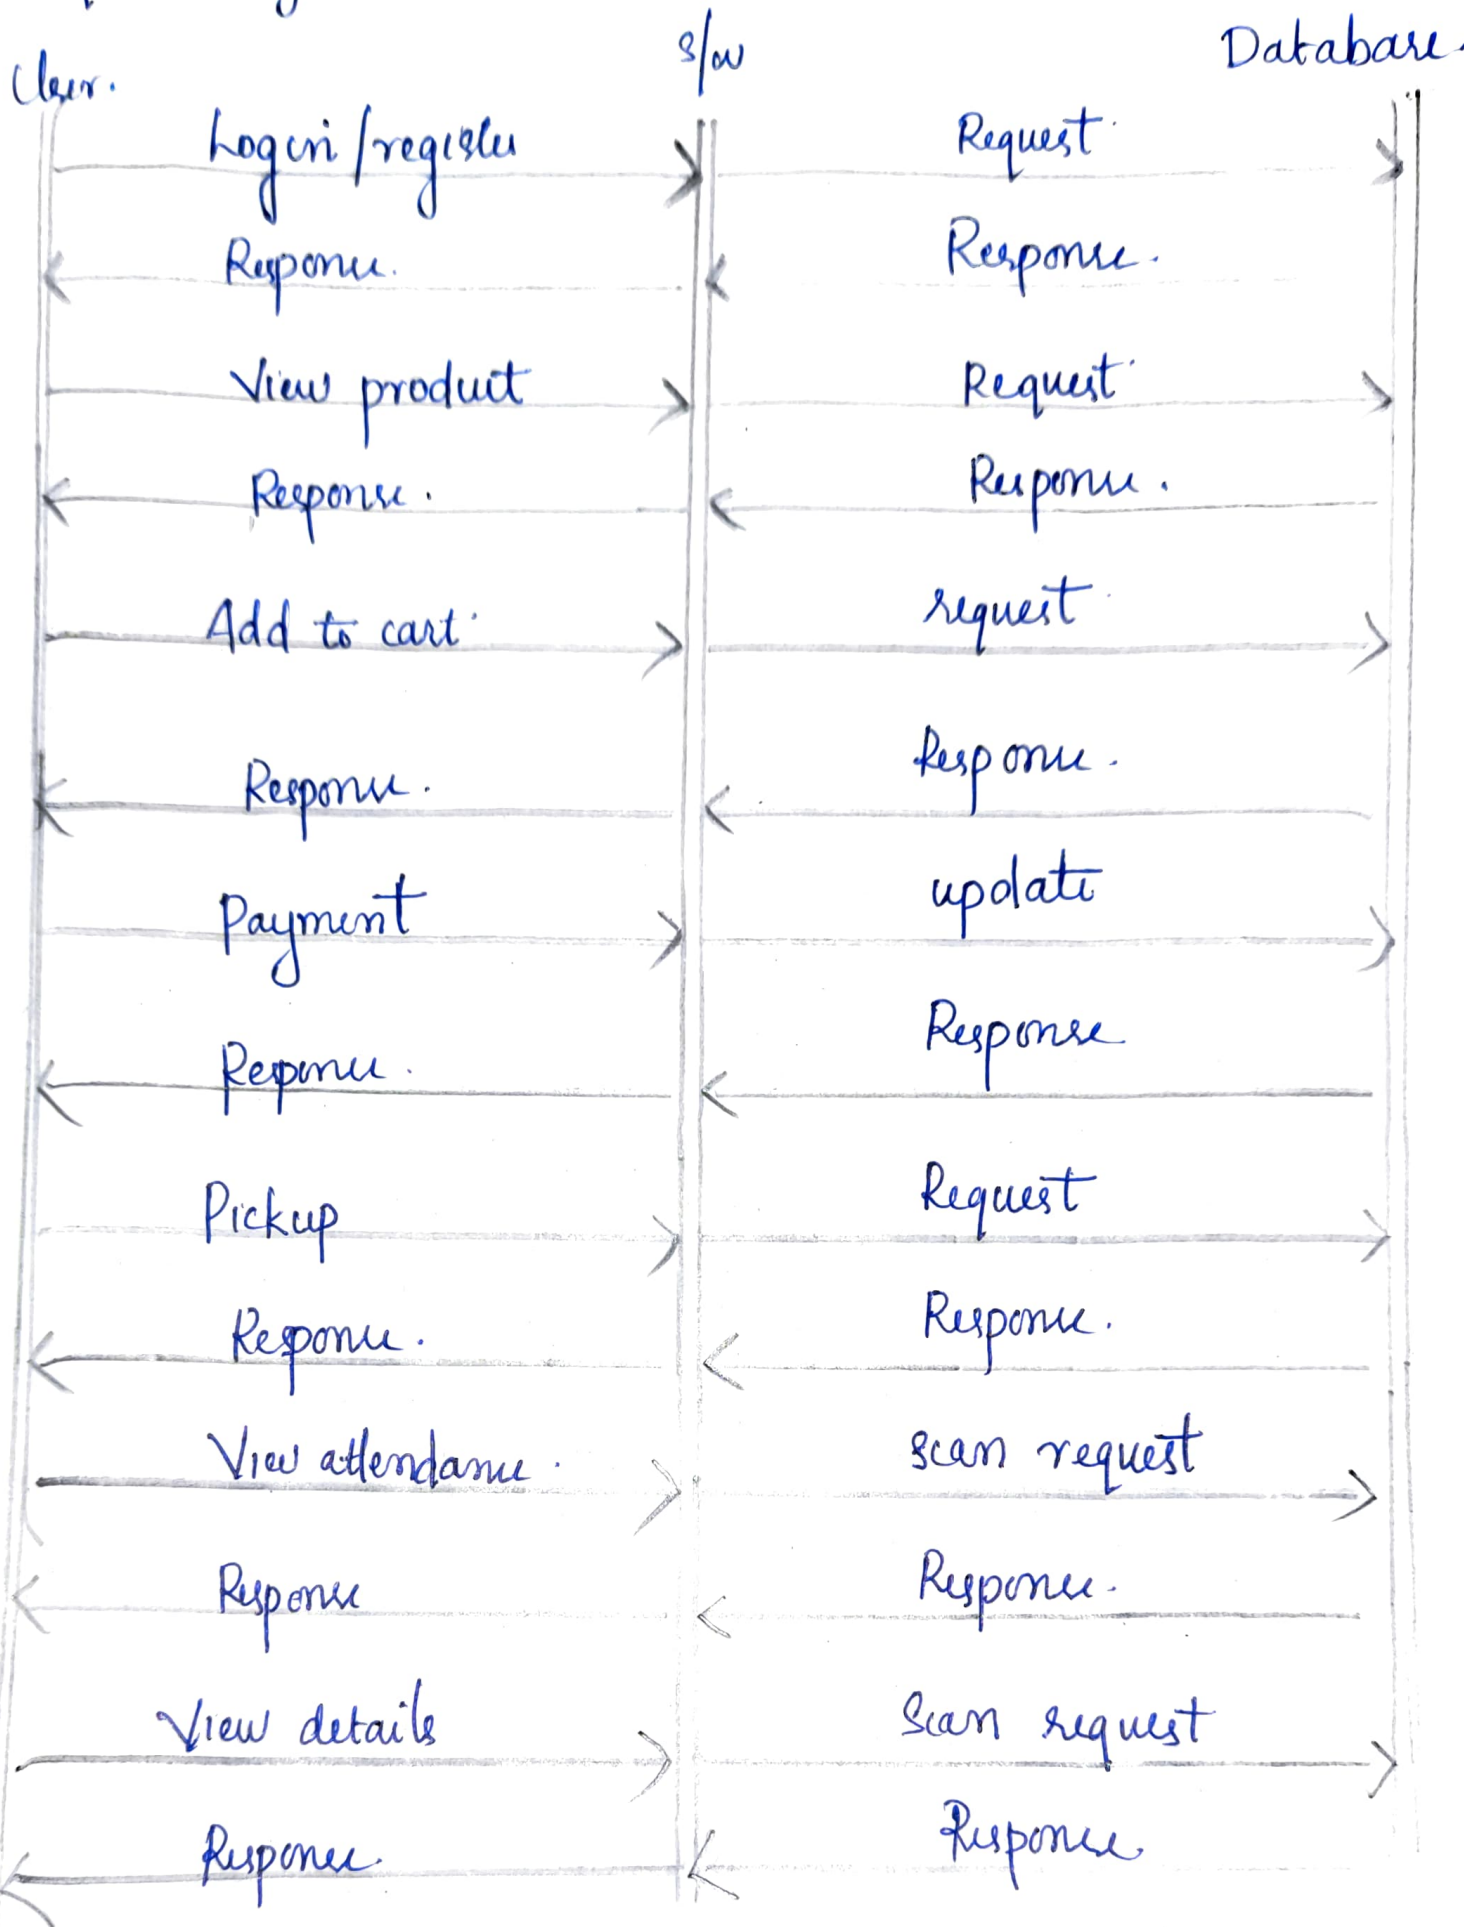 User.
s/w
Database.
Login/register
Request
Response.
Response.
View product
Request
Response.
Response.
Add to cart
request
Response.
Response.
Payment
update
Response.
Response
Pickup
Request
Response.
Response.
View attendance.
scan request
Response
Response.
View details
Scan request
Response.
Response.